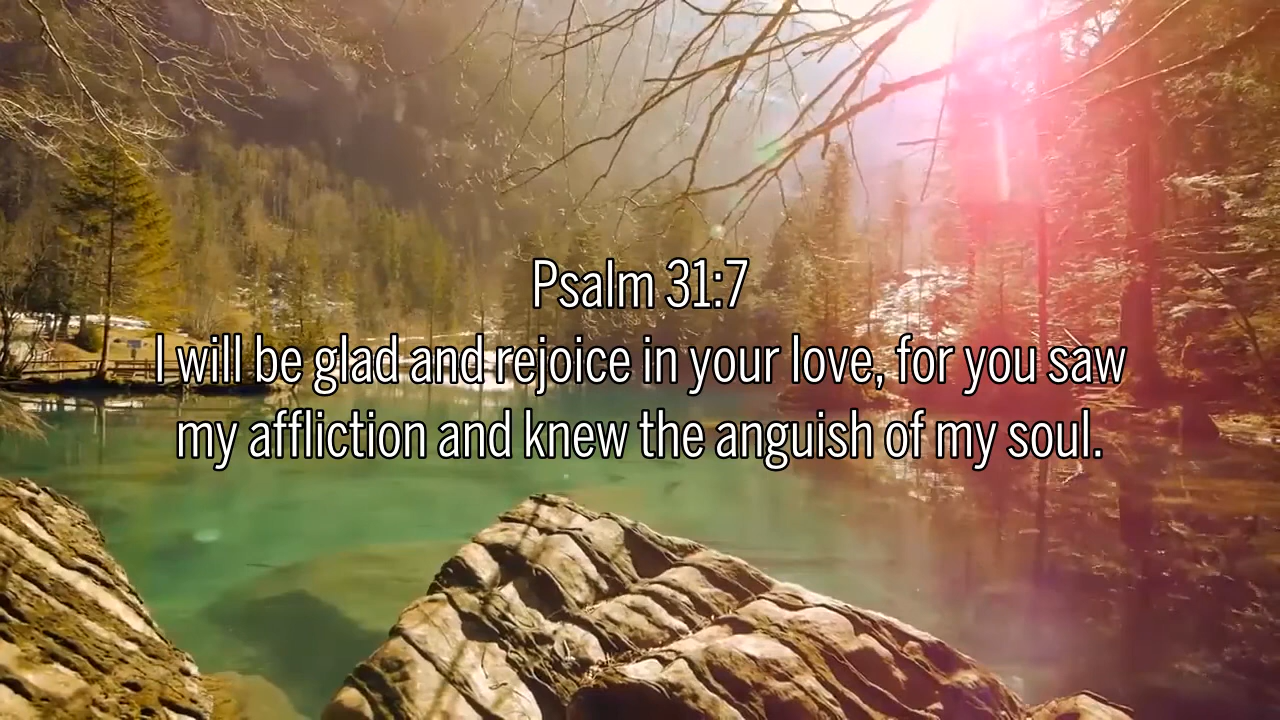 Psalm 31:7
I will be glad and rejoice in your love, for you saw
my affliction and knew the anguish of my soul.